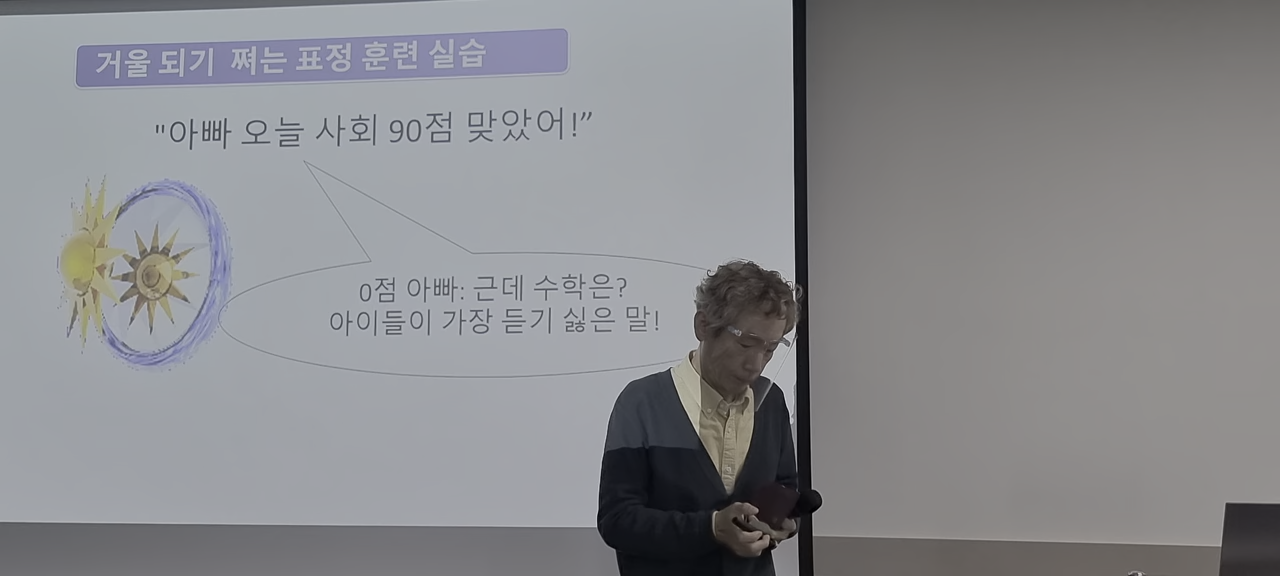 거울 되기 쩌는 표정 훈련 실습
"아빠 오늘 사회 90점 맞았어!”
0점 아빠: 근데 수학은?
아이들이 가장 듣기 싫은 말!